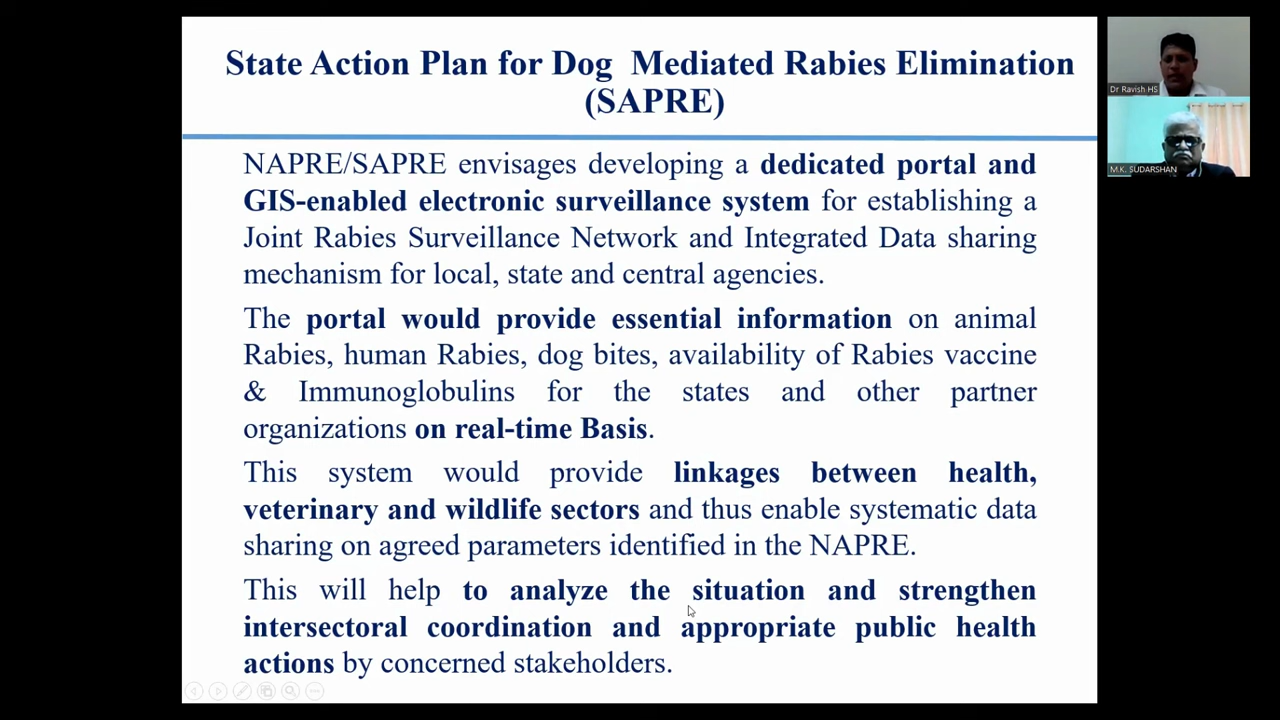 State Action Plan for Dog Mediated Rabies Elimination
(SAPRE)
NAPRE/SAPRE envisages developing a dedicated portal and
GIS-enabled electronic surveillance system for establishing a
Joint Rabies Surveillance Network and Integrated Data sharing
mechanism for local, state and central agencies.
The portal would provide essential information on animal
Rabies, human Rabies, dog bites, availability of Rabies vaccine
& Immunoglobulins for the states and other partner
organizations on real-time Basis.
This system would provide linkages between health,
veterinary and wildlife sectors and thus enable systematic data
sharing on agreed parameters identified in the NAPRE.
This will help to analyze the situation and strengthen
intersectoral coordination and appropriate public health
actions by concerned stakeholders.
Dr Ravish HS
M.K. SUDARSHAN